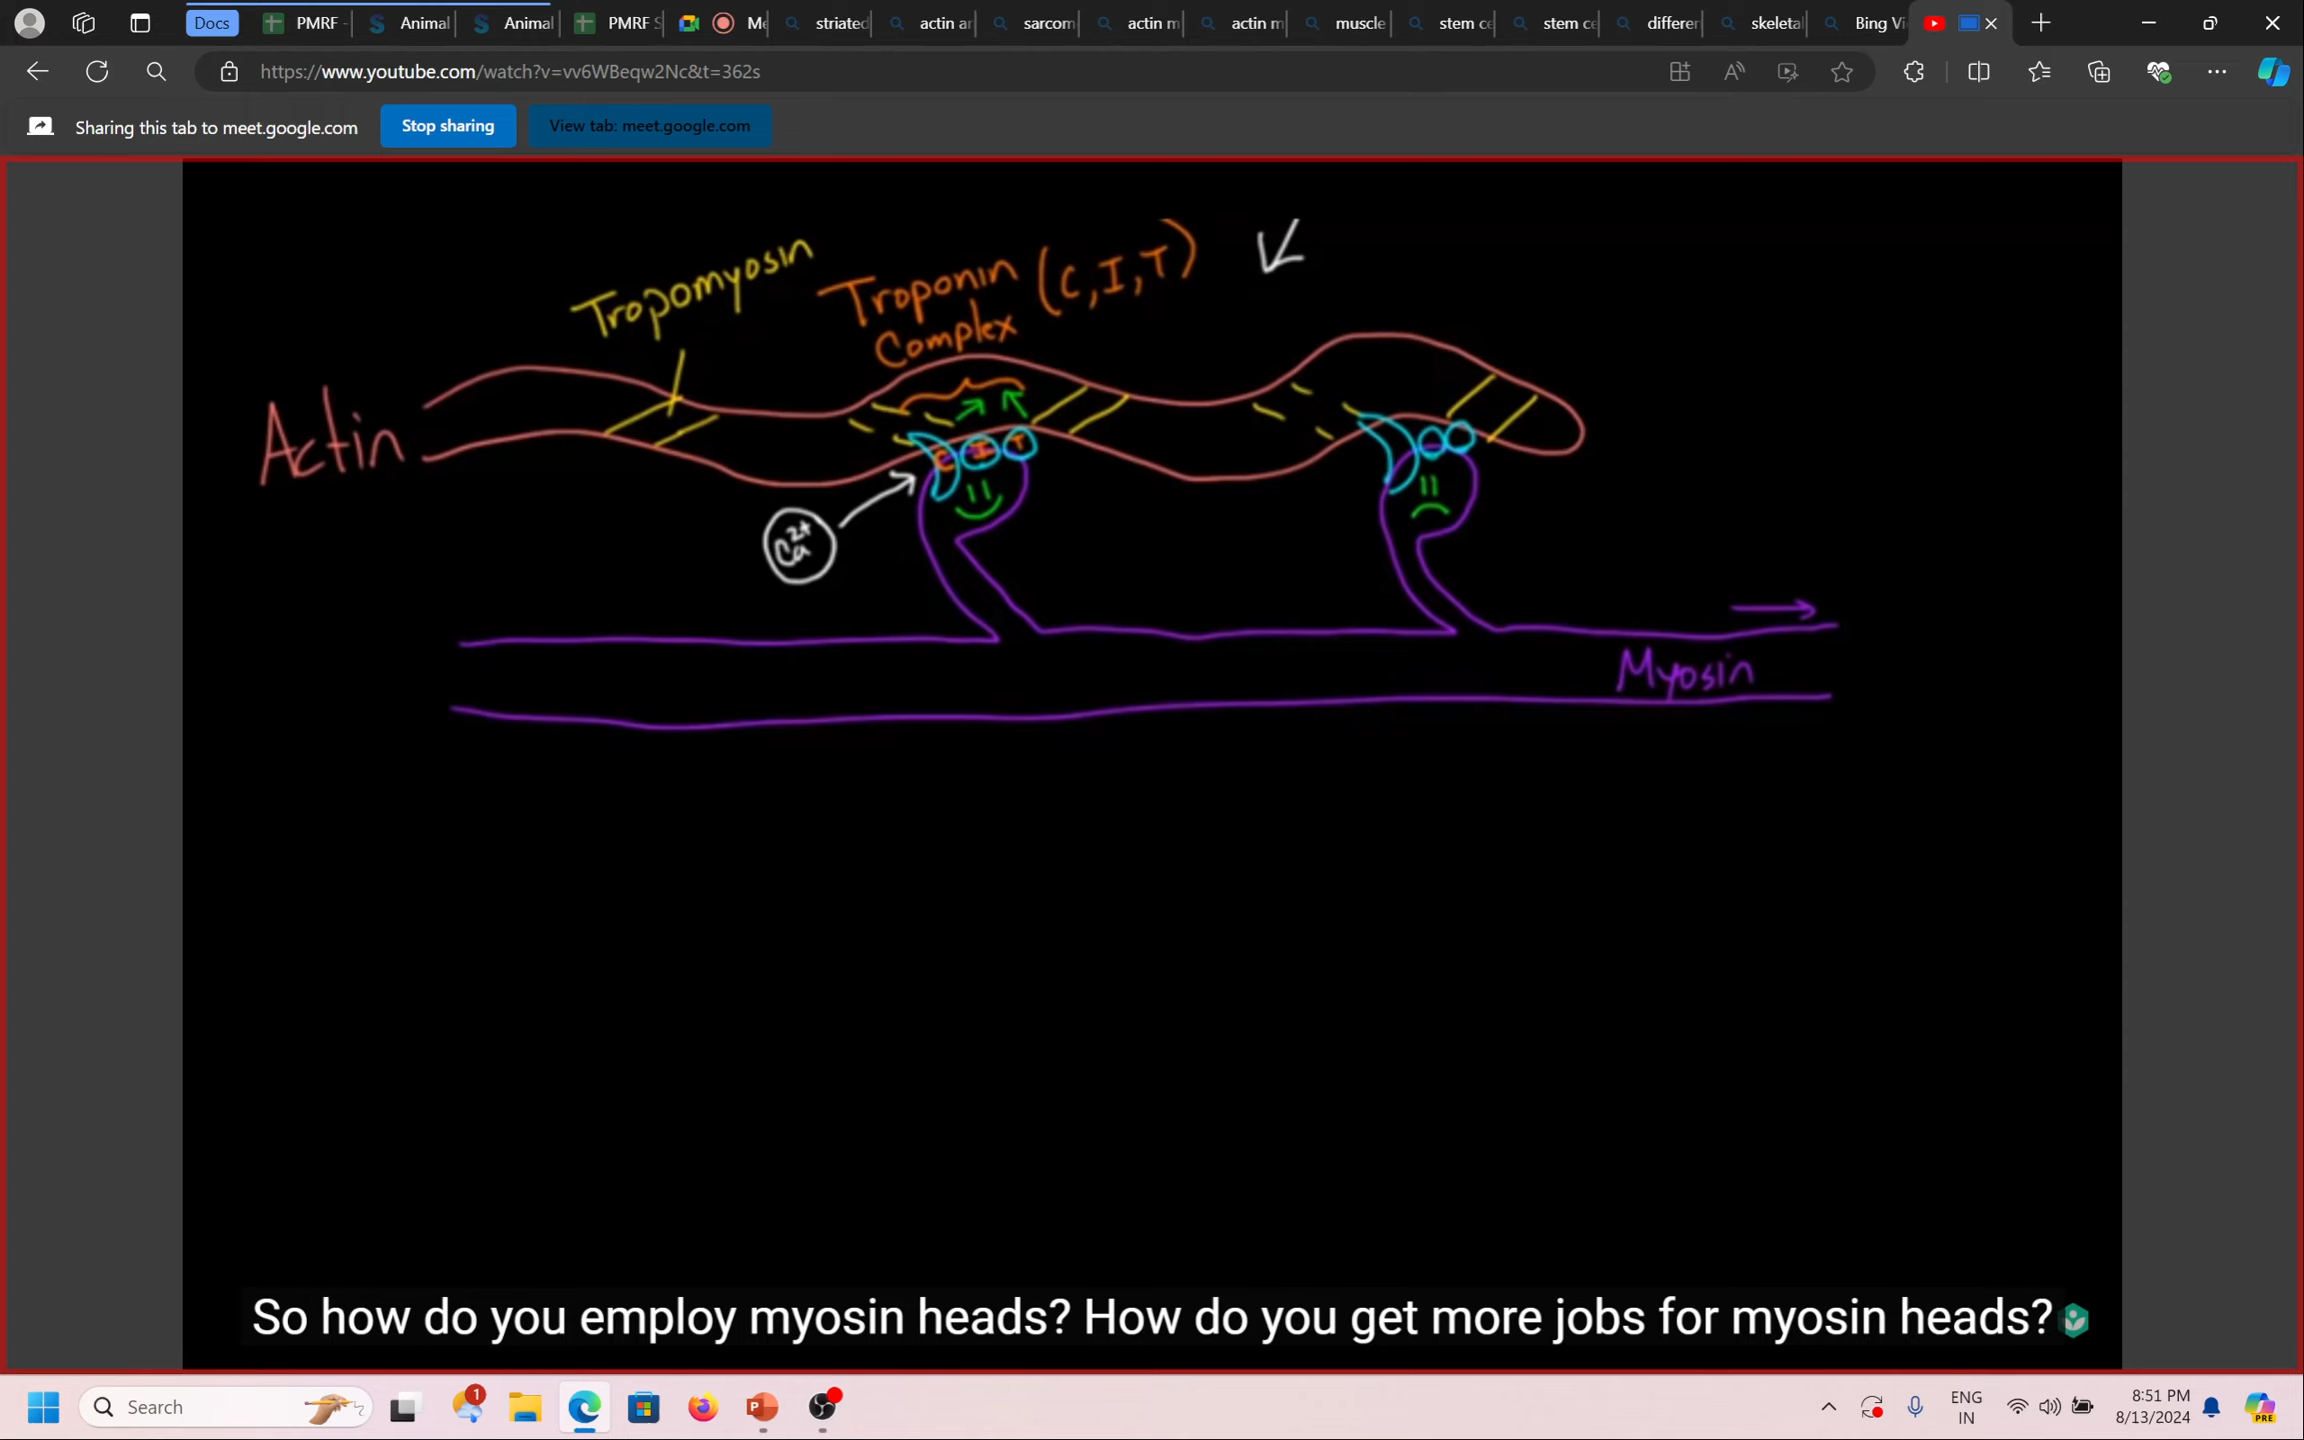 Docs PMRF - Animal Animal PMRF S Me striated actin ar sarcom actin m actin m muscle stem ce stem ce differen skeletal Bing Vi
https://www.youtube.com/watch?v=vv6WBeqw2Nc&t=362s
Sharing this tab to meet.google.com Stop sharing View tab: meet.google.com
Tropomyosin Troponin (C, I, T)
Complex
Actin
C I T
Ca2+
Myosin
So how do you employ myosin heads? How do you get more jobs for myosin heads?
Search 1 ENG 8:51 PM
IN 8/13/2024 PRE